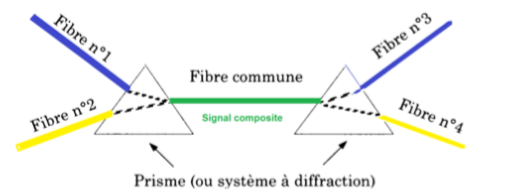 Fibre n°1
Fibre n°3
Fibre commune
Fibre n°2
Signal composite
Fibre n°4
Prisme (ou système à diffraction)